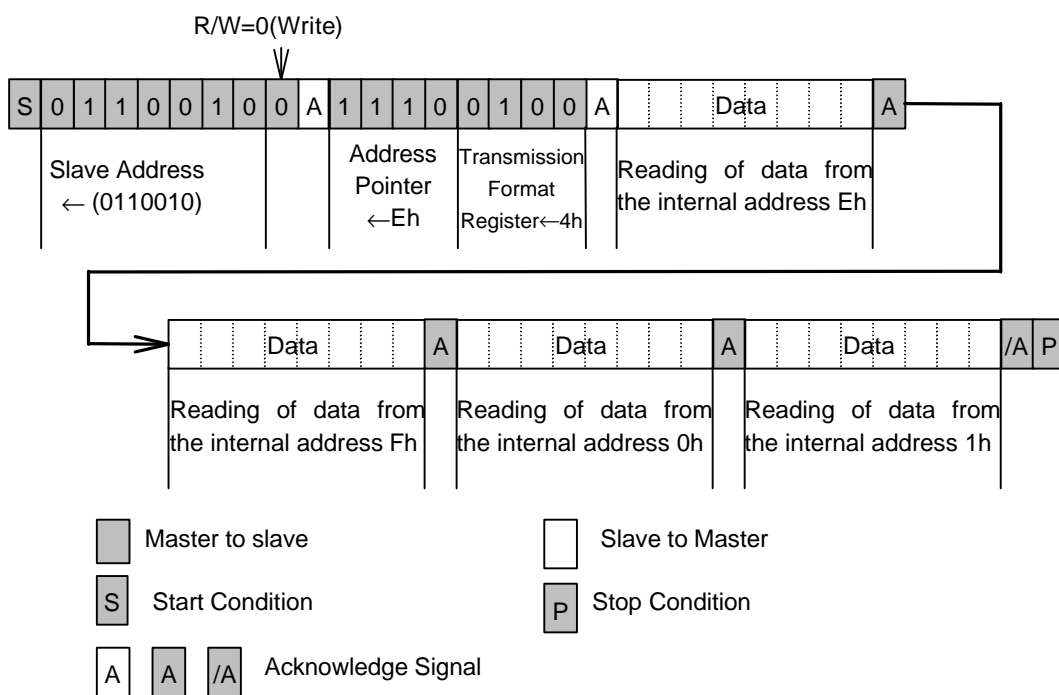 R/W=0(Write)
S 0 1 1 0 0 1 0 0 A 1 1 1 0 0 1 0 0 A Data A
Slave Address
← (0110010)
Address
Pointer
←Eh
Transmission
Format
Register←4h
Reading of data from
the internal address Eh
Data A Data A Data /A P
Reading of data from
the internal address Fh
Reading of data from
the internal address 0h
Reading of data from
the internal address 1h
Master to slave
Slave to Master
S Start Condition
P Stop Condition
A A /A Acknowledge Signal